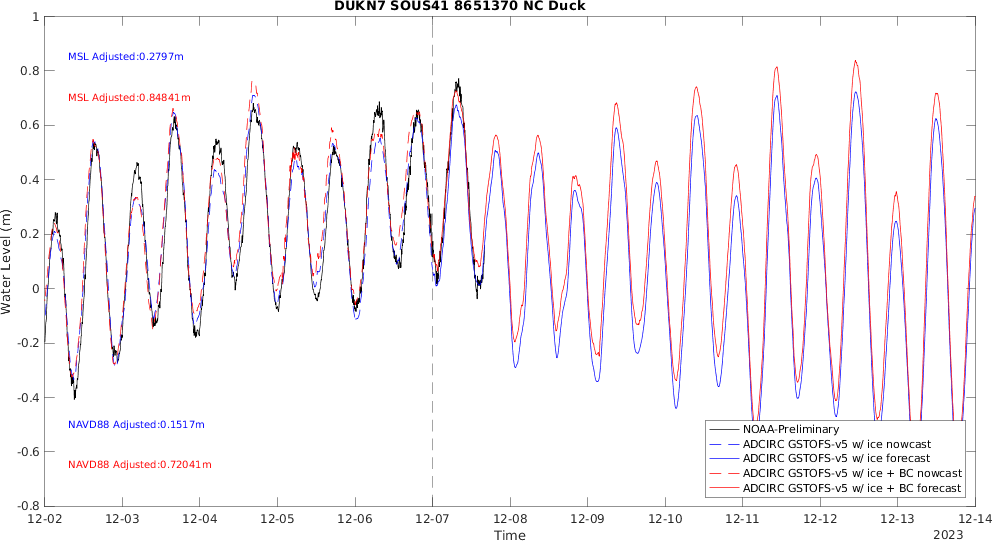 DUKN7 SOUS41 8651370 NC Duck
1
0.8
0.6
0.4
0.2
0
-0.2
-0.4
-0.6
-0.8
Water Level (m)
MSL Adjusted:0.2797m
MSL Adjusted:0.84841m
NAVD88 Adjusted:0.1517m
NAVD88 Adjusted:0.72041m
NOAA-Preliminary
ADCIRC GSTOFS-v5 w/ ice nowcast
ADCIRC GSTOFS-v5 w/ ice forecast
ADCIRC GSTOFS-v5 w/ ice + BC nowcast
ADCIRC GSTOFS-v5 w/ ice + BC forecast
12-02 12-03 12-04 12-05 12-06 12-07 12-08 12-09 12-10 12-11 12-12 12-13 12-14
Time
2023